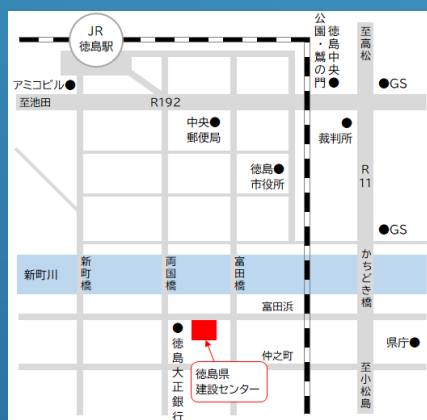 JR
徳島駅
公園・鷲の門
徳島中央●
至高松
アミコビル●
●GS
至池田
R192
中央●
郵便局
●
裁判所
徳島●
市役所
R
11
●GS
新町川
新町橋
両国橋
富田橋
かちどき橋
富田浜
●徳島大正銀行
仲之町
県庁●
徳島県
建設センター
至小松島